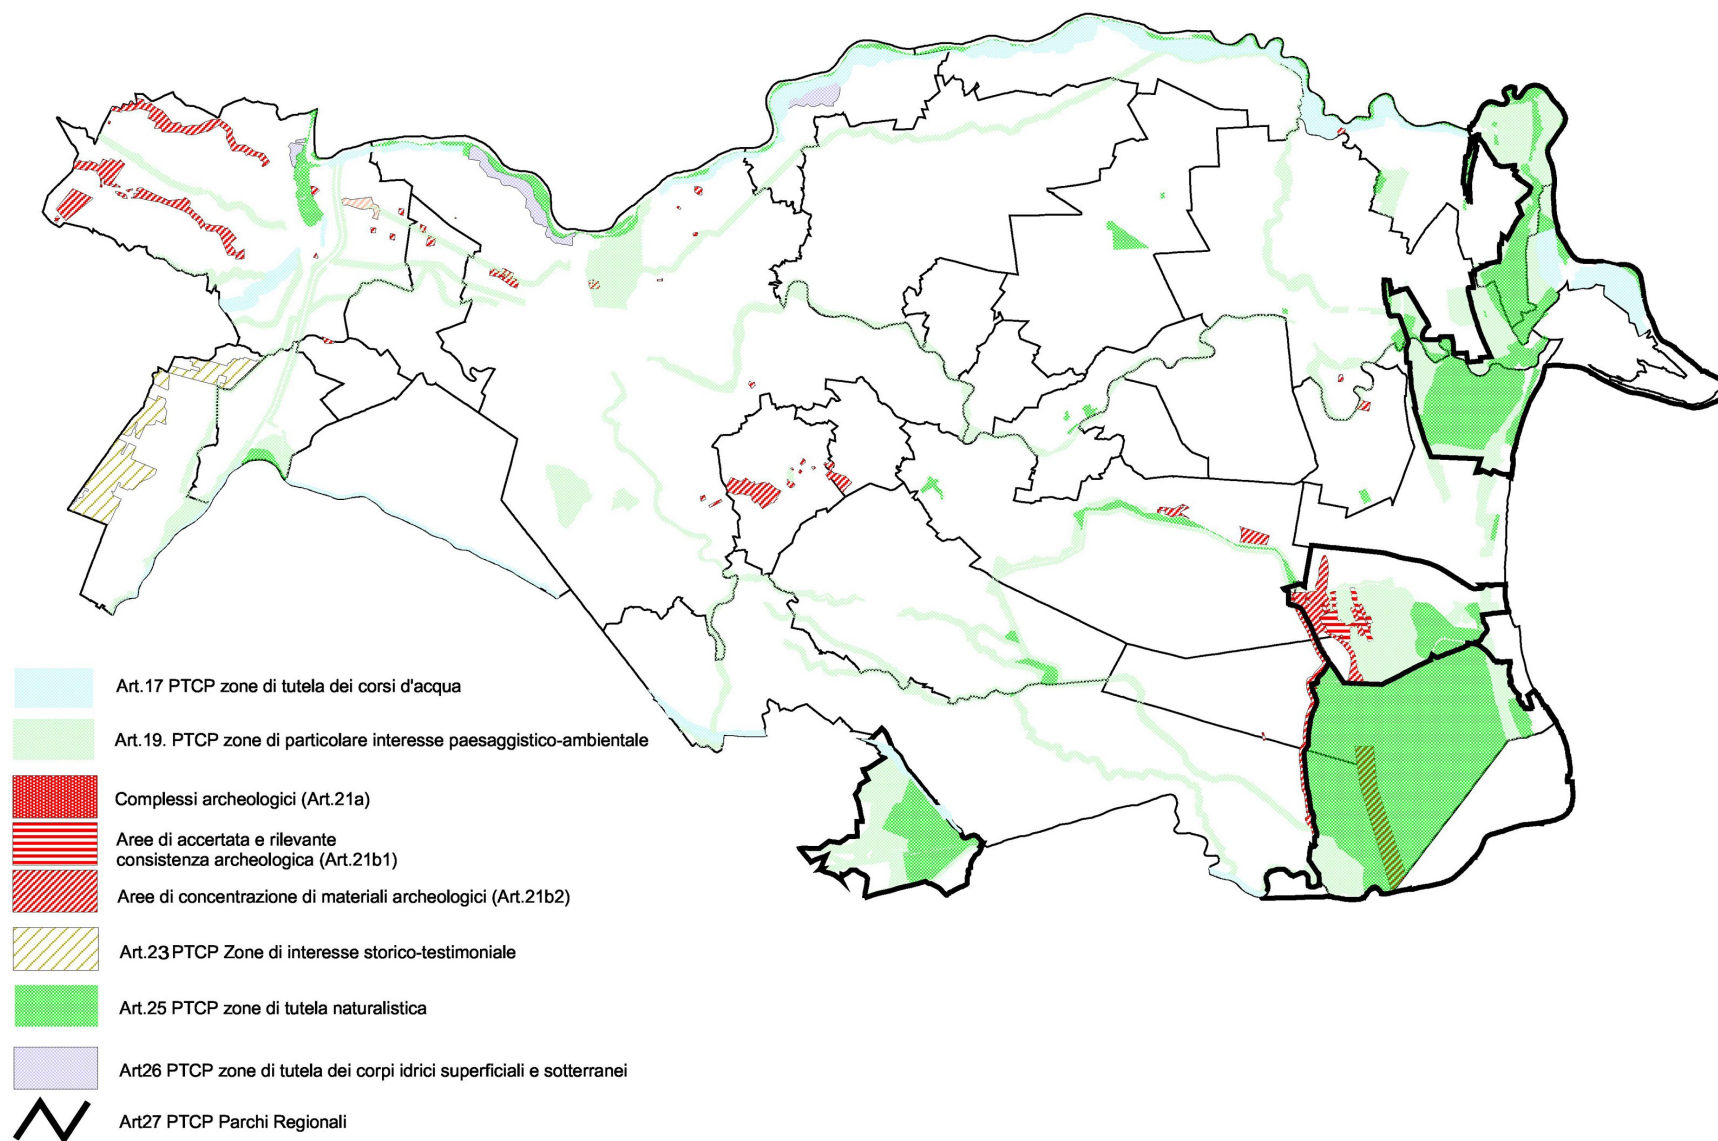 Art.17 PTCP zone di tutela dei corsi d'acqua
Art.19. PTCP zone di particolare interesse paesaggistico-ambientale
Complessi archeologici (Art.21a)
Aree di accertata e rilevante
consistenza archeologica (Art.21b1)
Aree di concentrazione di materiali archeologici (Art.21b2)
Art.23 PTCP Zone di interesse storico-testimoniale
Art.25 PTCP zone di tutela naturalistica
Art26 PTCP zone di tutela dei corpi idrici superficiali e sotterranei
Art27 PTCP Parchi Regionali